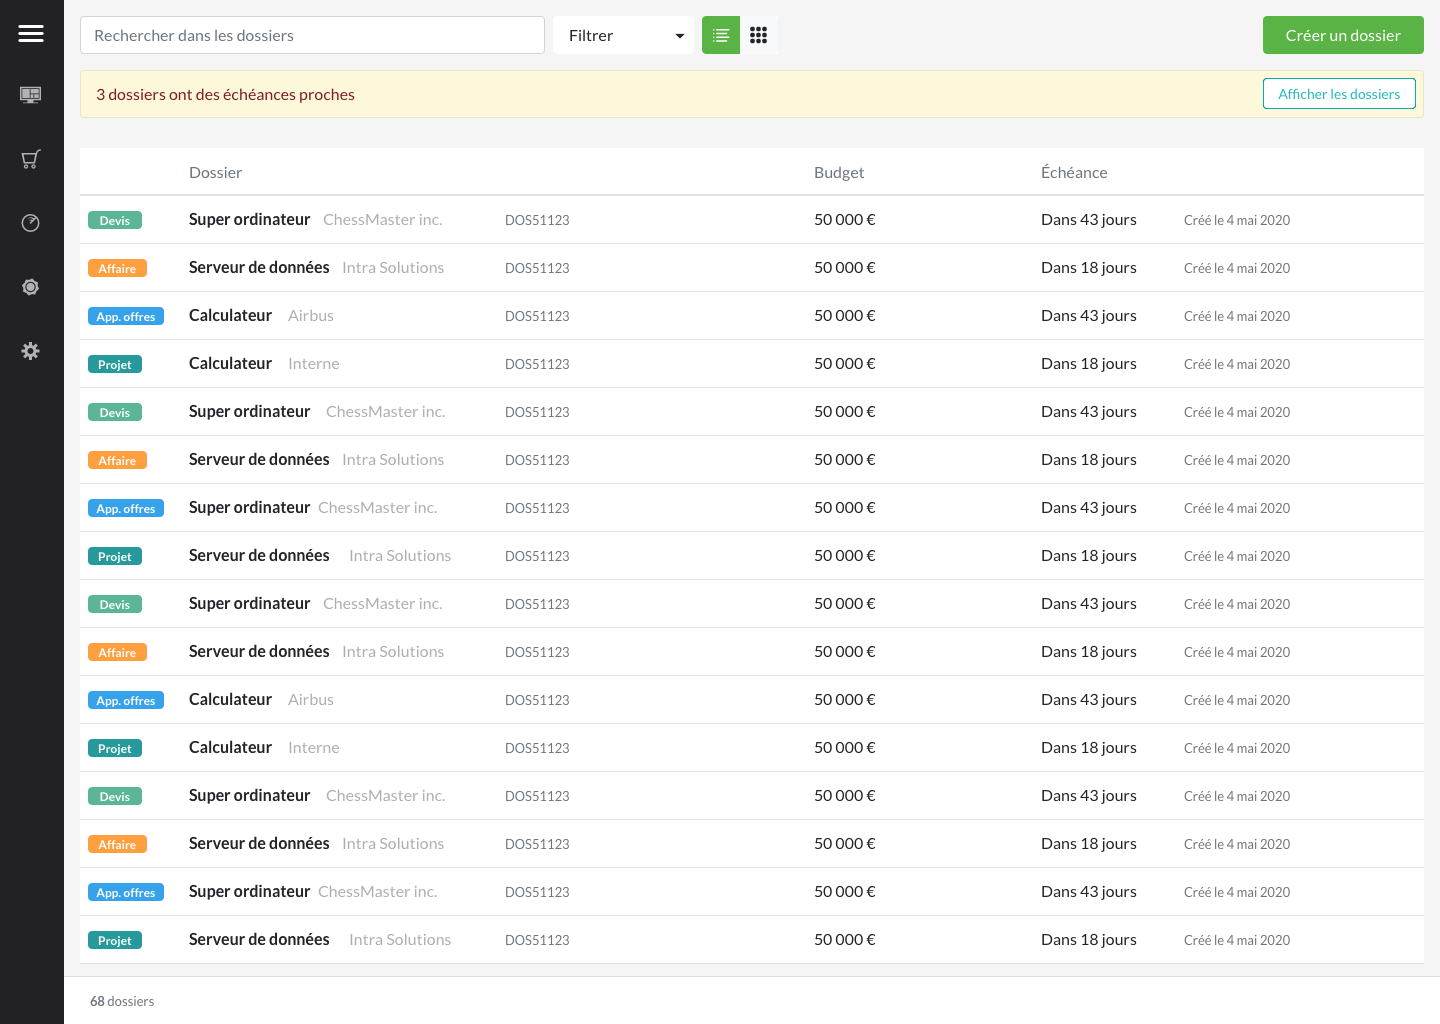 Rechercher dans les dossiers Filtrer Créer un dossier
3 dossiers ont des échéances proches Afficher les dossiers
Dossier Budget Échéance
Devis Super ordinateur ChessMaster inc. DOS51123 50 000 € Dans 43 jours Créé le 4 mai 2020
Affaire Serveur de données Intra Solutions DOS51123 50 000 € Dans 18 jours Créé le 4 mai 2020
App. offres Calculateur Airbus DOS51123 50 000 € Dans 43 jours Créé le 4 mai 2020
Projet Calculateur Interne DOS51123 50 000 € Dans 18 jours Créé le 4 mai 2020
Devis Super ordinateur ChessMaster inc. DOS51123 50 000 € Dans 43 jours Créé le 4 mai 2020
Affaire Serveur de données Intra Solutions DOS51123 50 000 € Dans 18 jours Créé le 4 mai 2020
App. offres Super ordinateur ChessMaster inc. DOS51123 50 000 € Dans 43 jours Créé le 4 mai 2020
Projet Serveur de données Intra Solutions DOS51123 50 000 € Dans 18 jours Créé le 4 mai 2020
Devis Super ordinateur ChessMaster inc. DOS51123 50 000 € Dans 43 jours Créé le 4 mai 2020
Affaire Serveur de données Intra Solutions DOS51123 50 000 € Dans 18 jours Créé le 4 mai 2020
App. offres Calculateur Airbus DOS51123 50 000 € Dans 43 jours Créé le 4 mai 2020
Projet Calculateur Interne DOS51123 50 000 € Dans 18 jours Créé le 4 mai 2020
Devis Super ordinateur ChessMaster inc. DOS51123 50 000 € Dans 43 jours Créé le 4 mai 2020
Affaire Serveur de données Intra Solutions DOS51123 50 000 € Dans 18 jours Créé le 4 mai 2020
App. offres Super ordinateur ChessMaster inc. DOS51123 50 000 € Dans 43 jours Créé le 4 mai 2020
Projet Serveur de données Intra Solutions DOS51123 50 000 € Dans 18 jours Créé le 4 mai 2020
68 dossiers